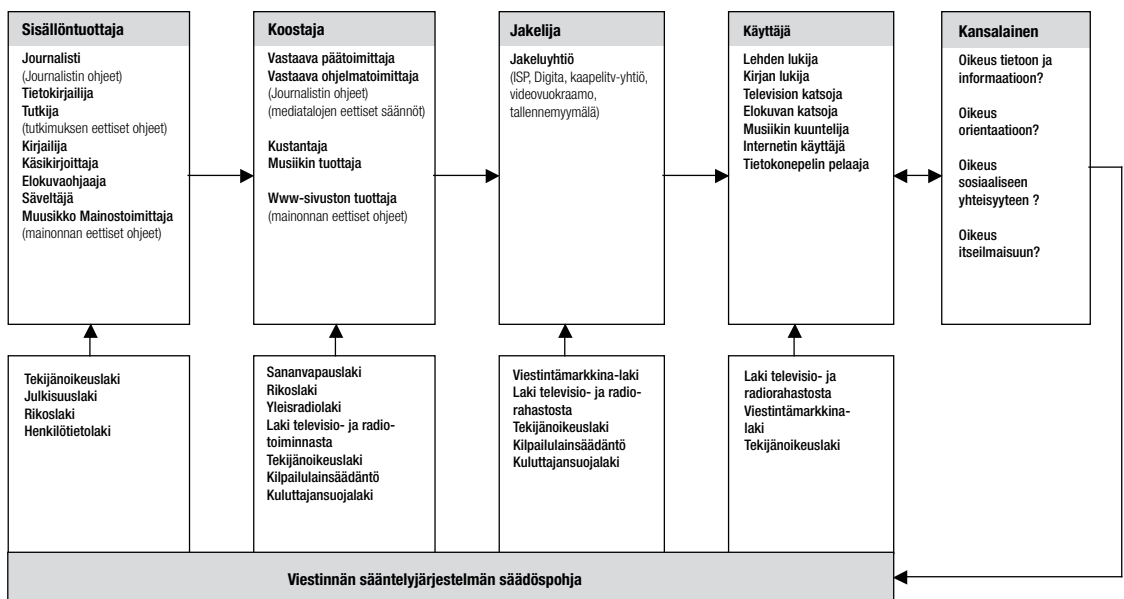 Sisällöntuottaja
Journalisti
(Journalistin ohjeet)
Tietokirjailija
Tutkija
(tutkimuksen eettiset ohjeet)
Kirjailija
Käsikirjoittaja
Elokuvaohjaaja
Säveltäjä
Muusikko Mainostoimittaja
(mainonnan eettiset ohjeet)
Koostaja
Vastaava päätoimittaja
Vastaava ohjelmatoimittaja
(Journalistin ohjeet)
(mediatalojen eettiset säännöt)
Kustantaja
Musiikin tuottaja
Www-sivuston tuottaja
(mainonnan eettiset ohjeet)
Jakelija
Jakeluyhtiö
(ISP, Digita, kaapelitv-yhtiö,
videovuokraamo,
tallennemyymälä)
Käyttäjä
Lehden lukija
Kirjan lukija
Television katsoja
Elokuvan katsoja
Musiikin kuuntelija
Internetin käyttäjä
Tietokonepelin pelaaja
Kansalainen
Oikeus tietoon ja
informaatioon?
Oikeus
orientaatioon?
Oikeus
sosiaaliseen
yhteisyyteen ?
Oikeus
itseilmaisuun?
Tekijänoikeuslaki
Julkisuuslaki
Rikoslaki
Henkilötietolaki
Sananvapauslaki
Rikoslaki
Yleisradiolaki
Laki televisio- ja radio-
toiminnasta
Tekijänoikeuslaki
Kilpailulainsäädäntö
Kuluttajansuojalaki
Viestintämarkkina-laki
Laki televisio- ja radio-
rahastosta
Tekijänoikeuslaki
Kilpailulainsäädäntö
Kuluttajansuojalaki
Laki televisio- ja
radiorahastosta
Viestintämarkkina-
laki
Tekijänoikeuslaki
Viestinnän sääntelyjärjestelmän säädöspohja